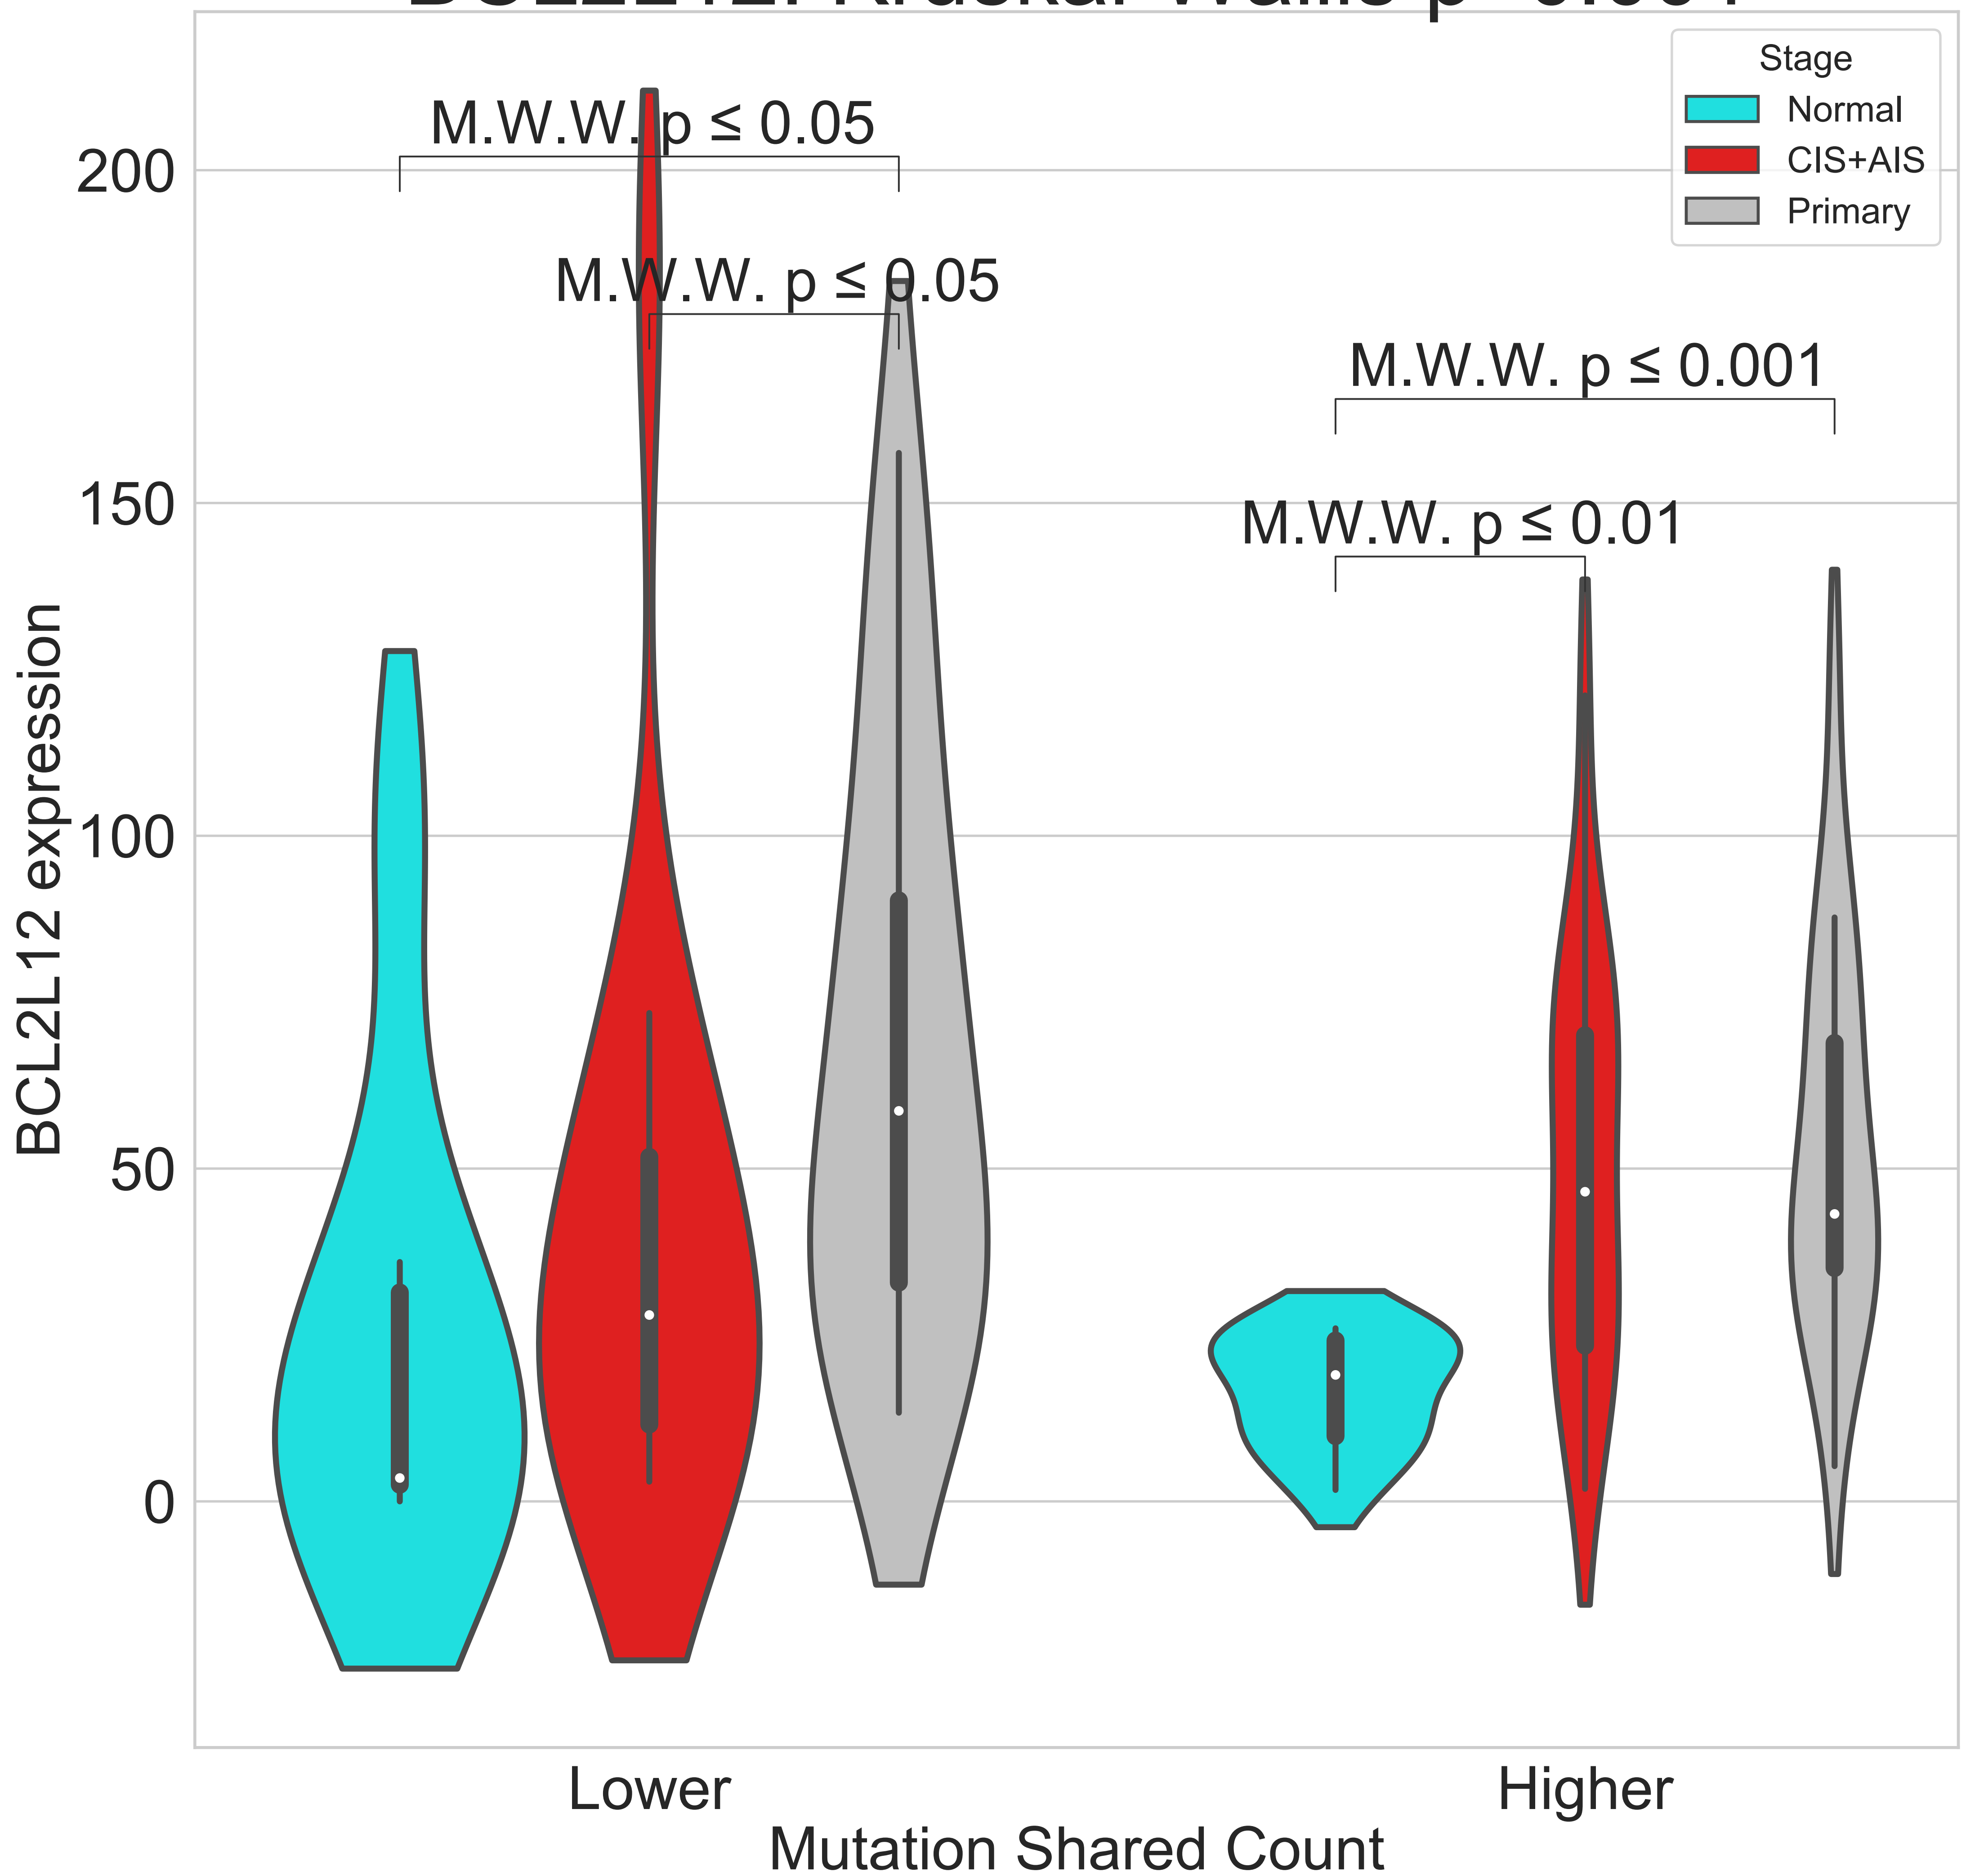 Stage
Normal
CIS+AIS
Primary
M.W.W. p ≤ 0.05
M.W.W. p ≤ 0.05
M.W.W. p ≤ 0.001
M.W.W. p ≤ 0.01
200
150
100
50
0
BCL2L12 expression
Lower
Higher
Mutation Shared Count